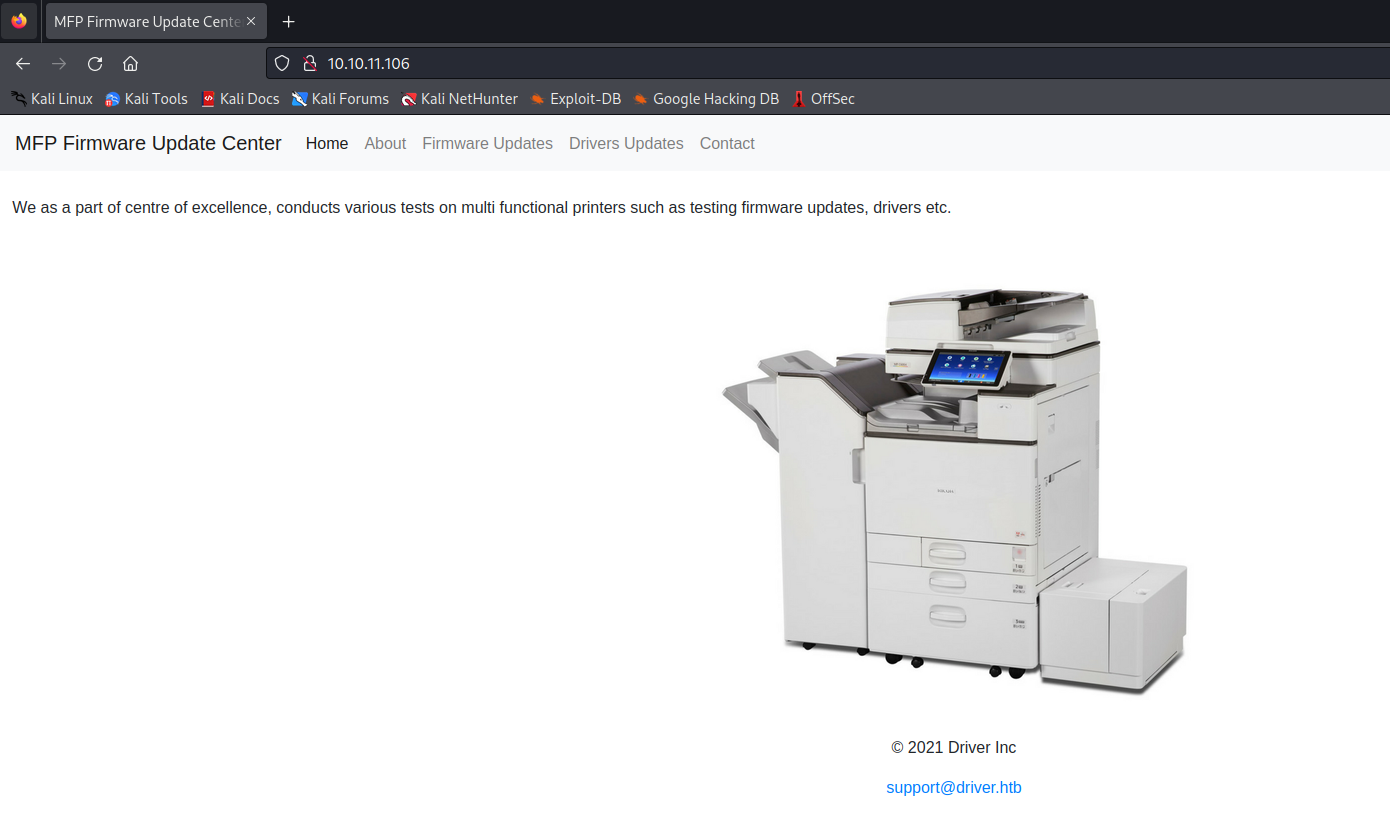 MFP Firmware Update Cente
10.10.11.106
Kali Linux Kali Tools Kali Docs Kali Forums Kali NetHunter Exploit-DB Google Hacking DB OffSec
MFP Firmware Update Center Home About Firmware Updates Drivers Updates Contact
We as a part of centre of excellence, conducts various tests on multi functional printers such as testing firmware updates, drivers etc.
© 2021 Driver Inc
support@driver.htb